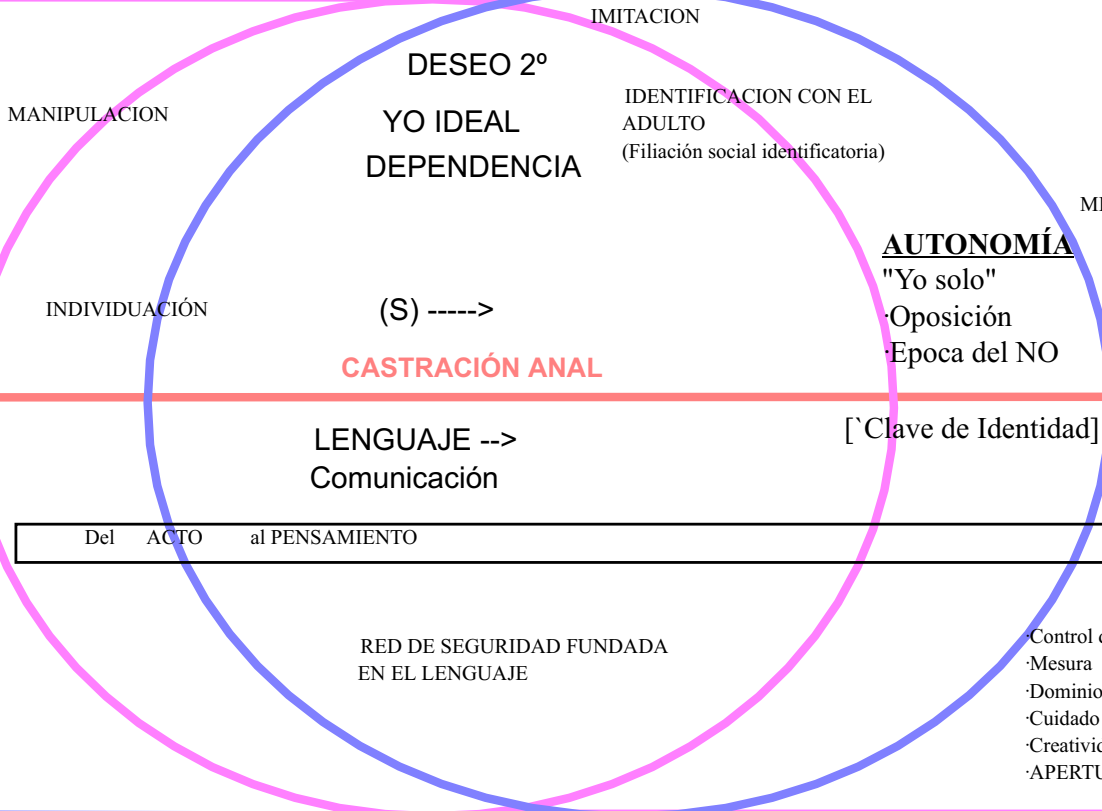 IMITACION
DESEO 2º
MANIPULACION
YO IDEAL
DEPENDENCIA
IDENTIFICACION CON EL
ADULTO
(Filiación social identificatoria)
AUTONOMÍA
"Yo solo"
·Oposición
·Epoca del NO
INDIVIDUACIÓN
(S) ----->
CASTRACIÓN ANAL
LENGUAJE -->
Comunicación
[`Clave de Identidad]
Del ACTO al PENSAMIENTO
RED DE SEGURIDAD FUNDADA
EN EL LENGUAJE
·Control
·Mesura
·Dominio
·Cuidado